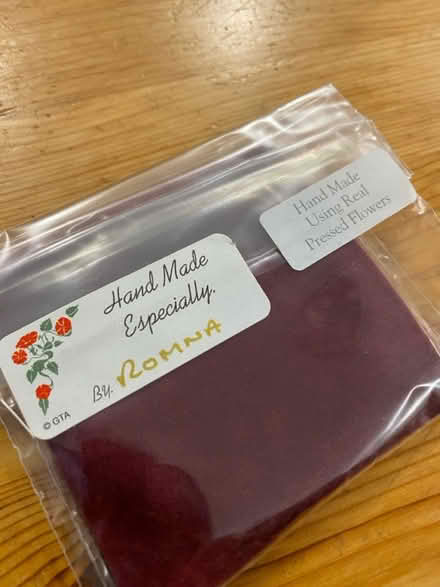 Hand Made
Using Real
Pressed Flowers
Hand Made
Especially.
By. ROMNA
© GTA